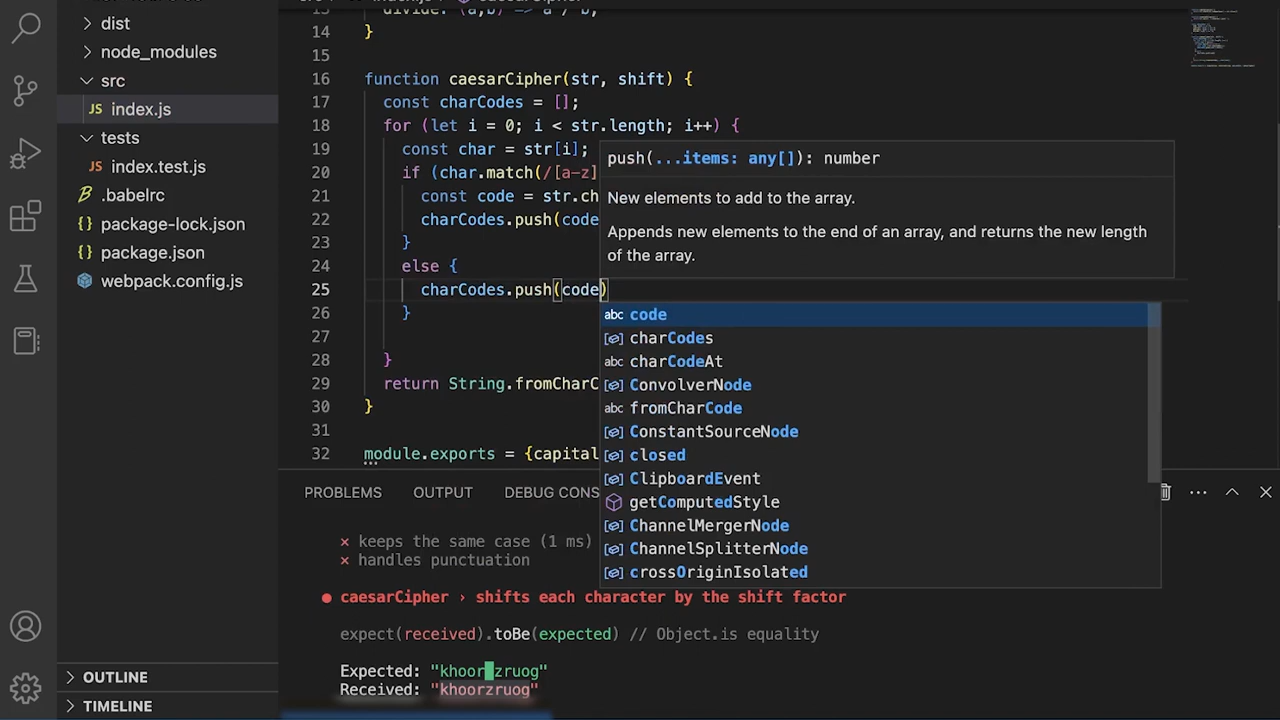 dist
node_modules
src
JS index.js
tests
JS index.test.js
.babelrc
{} package-lock.json
{} package.json
webpack.config.js
OUTLINE
TIMELINE
divide: (a,b) => a / b,
14 }
15
16 function caesarCipher(str, shift) {
17 const charCodes = [];
18 for (let i = 0; i < str.length; i++) {
19 const char = str[i];
20 if (char.match(/[a-z]
21 const code = str.ch
22 charCodes.push(code
23 }
24 else {
25 charCodes.push(code)
26 }
27
28 }
29 return String.fromCharC
30 }
31
32 module.exports = {capital
push(...items: any[]): number
New elements to add to the array.
Appends new elements to the end of an array, and returns the new length
of the array.
abc code
charCodes
abc charCodeAt
ConvolverNode
abc fromCharCode
ConstantSourceNode
closed
ClipboardEvent
getComputedStyle
ChannelMergerNode
ChannelSplitterNode
crossOriginIsolated
PROBLEMS OUTPUT DEBUG CONS
× keeps the same case (1 ms)
× handles punctuation
● caesarCipher › shifts each character by the shift factor
expect(received).toBe(expected) // Object.is equality
Expected: "khoor zruog"
Received: "khoorzruog"